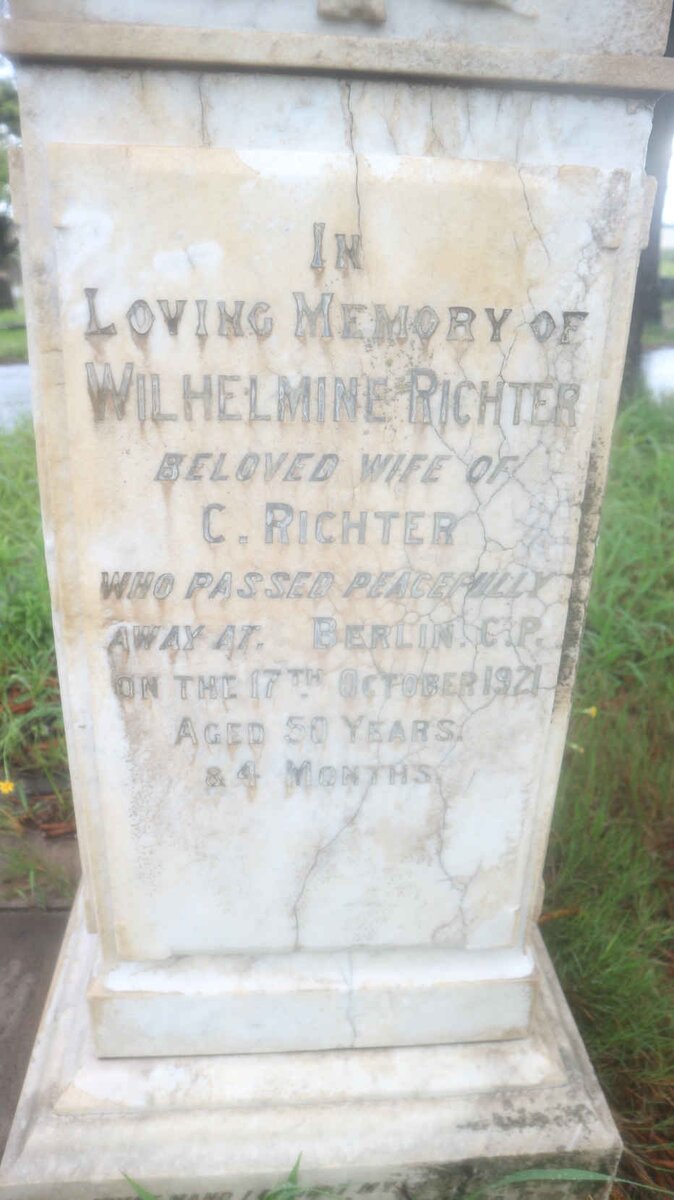 IN
LOVING MEMORY OF
WILHELMINE RICHTER
BELOVED WIFE OF
C. RICHTER
WHO PASSED PEACEFULLY
AWAY AT. BERLIN. C.P.
ON THE 17TH OCTOBER 1921
AGED 50 YEARS.
& 4 MONTHS.